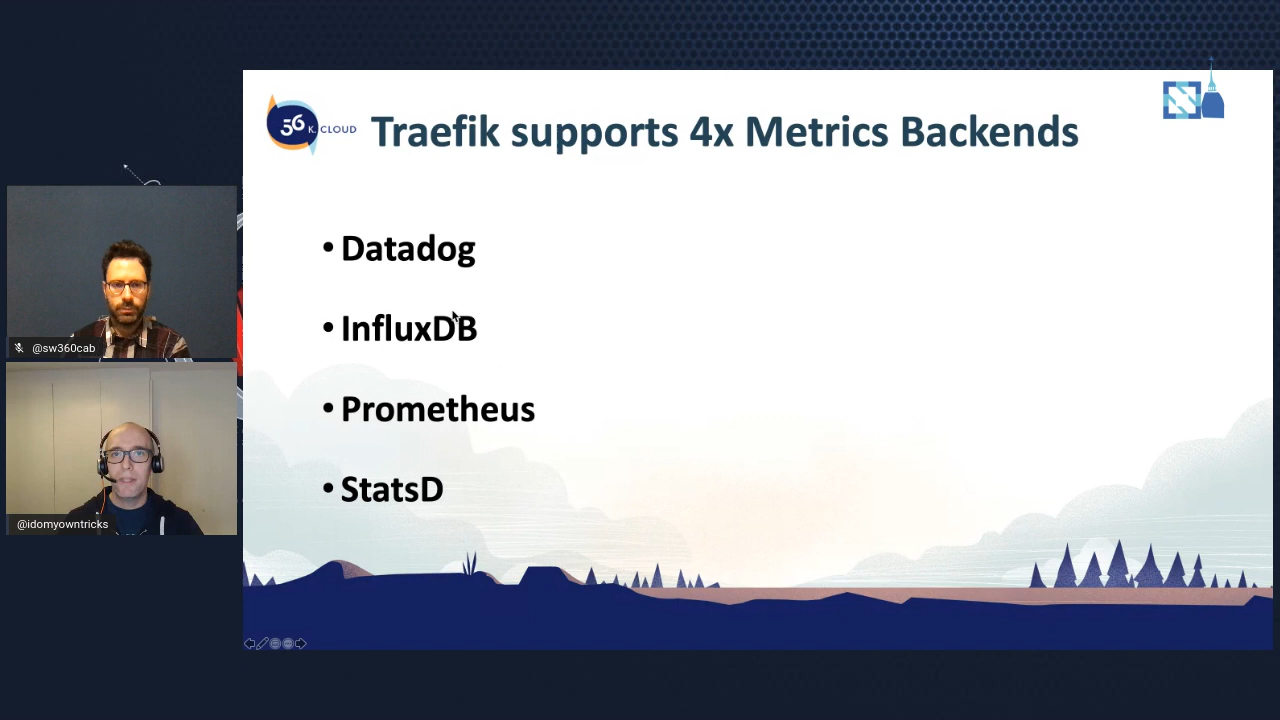 56 K.CLOUD
Traefik supports 4x Metrics Backends
• Datadog
• InfluxDB
• Prometheus
• StatsD
@sw360cab
@idomyowntricks